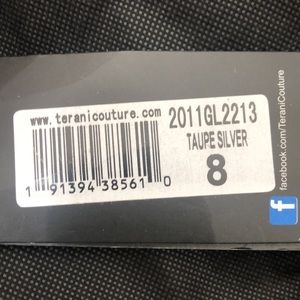 www.teranicouture.com
2011GL2213
TAUPE SILVER
8
1 91394 38561 0
facebook.com/TeraniCouture
f